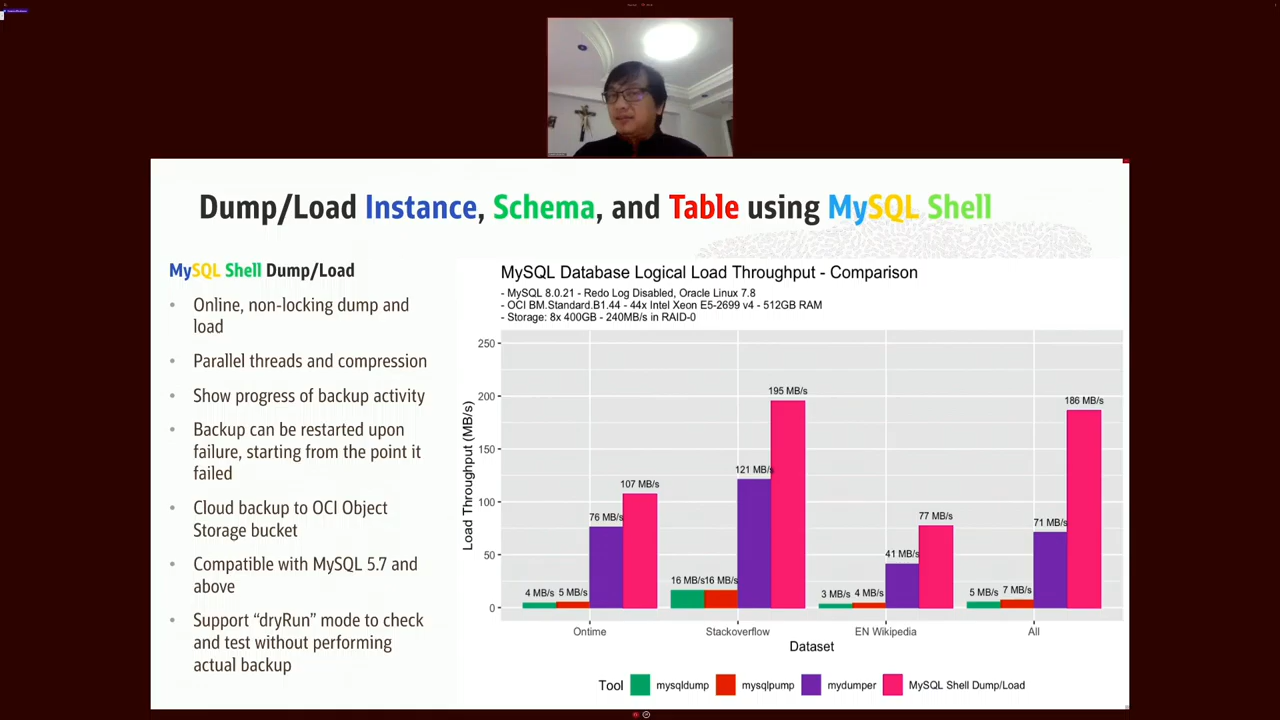 Dump/Load Instance, Schema, and Table using MySQL Shell
MySQL Shell Dump/Load
• Online, non-locking dump and
load
• Parallel threads and compression
• Show progress of backup activity
• Backup can be restarted upon
failure, starting from the point it
failed
• Cloud backup to OCI Object
Storage bucket
• Compatible with MySQL 5.7 and
above
• Support “dryRun” mode to check
and test without performing
actual backup
MySQL Database Logical Load Throughput - Comparison
- MySQL 8.0.21 - Redo Log Disabled, Oracle Linux 7.8
- OCI BM.Standard.B1.44 - 44x Intel Xeon E5-2699 v4 - 512GB RAM
- Storage: 8x 400GB - 240MB/s in RAID-0
Load Throughput (MB/s)
250
200
150
100
50
0
4 MB/s 5 MB/s 76 MB/s 107 MB/s
16 MB/s 16 MB/s 121 MB/s 195 MB/s
3 MB/s 4 MB/s 41 MB/s 77 MB/s
5 MB/s 7 MB/s 71 MB/s 186 MB/s
Ontime Stackoverflow EN Wikipedia All
Dataset
Tool mysqldump mysqlpump mydumper MySQL Shell Dump/Load